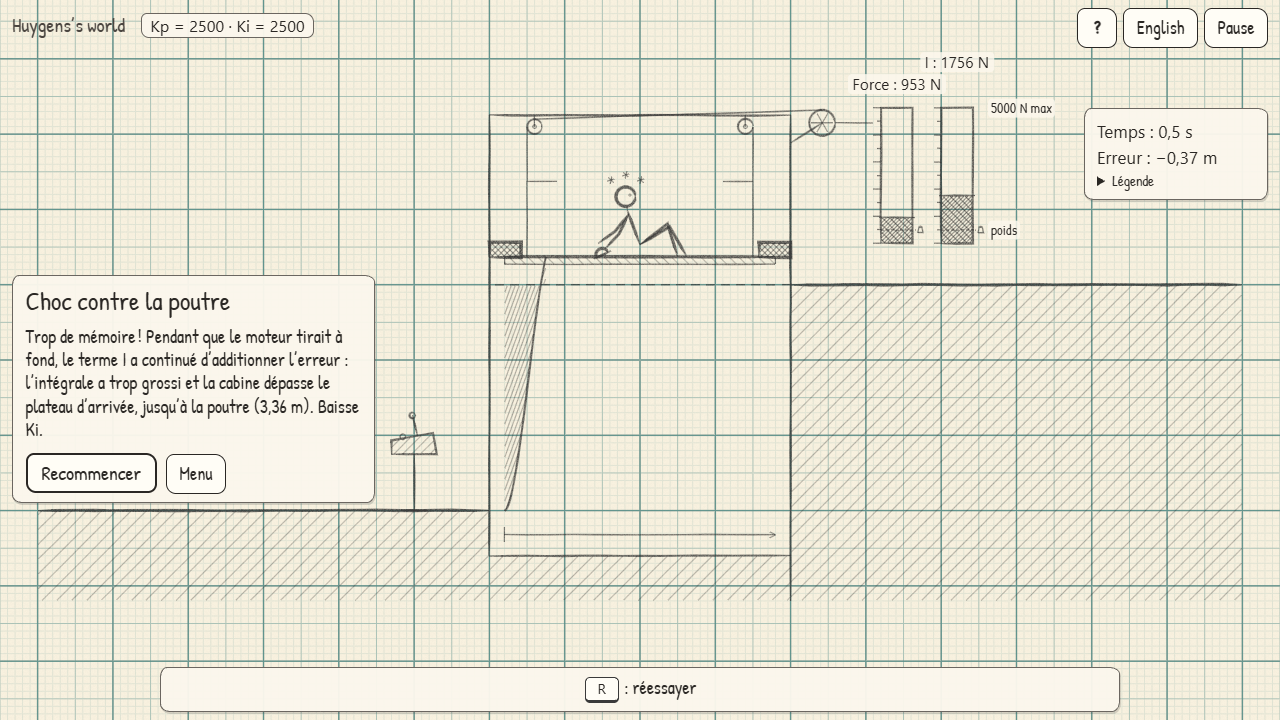 Huygens's world
Kp = 2500 · Ki = 2500
?
English
Pause
I : 1756 N
Force : 953 N
5000 N max
poids
Temps : 0,5 s
Erreur : −0,37 m
Légende
Choc contre la poutre
Trop de mémoire ! Pendant que le moteur tirait à
fond, le terme I a continué d'additionner l'erreur :
l'intégrale a trop grossi et la cabine dépasse le
plateau d'arrivée, jusqu'à la poutre (3,36 m). Baisse
Ki.
Recommencer
Menu
R : réessayer